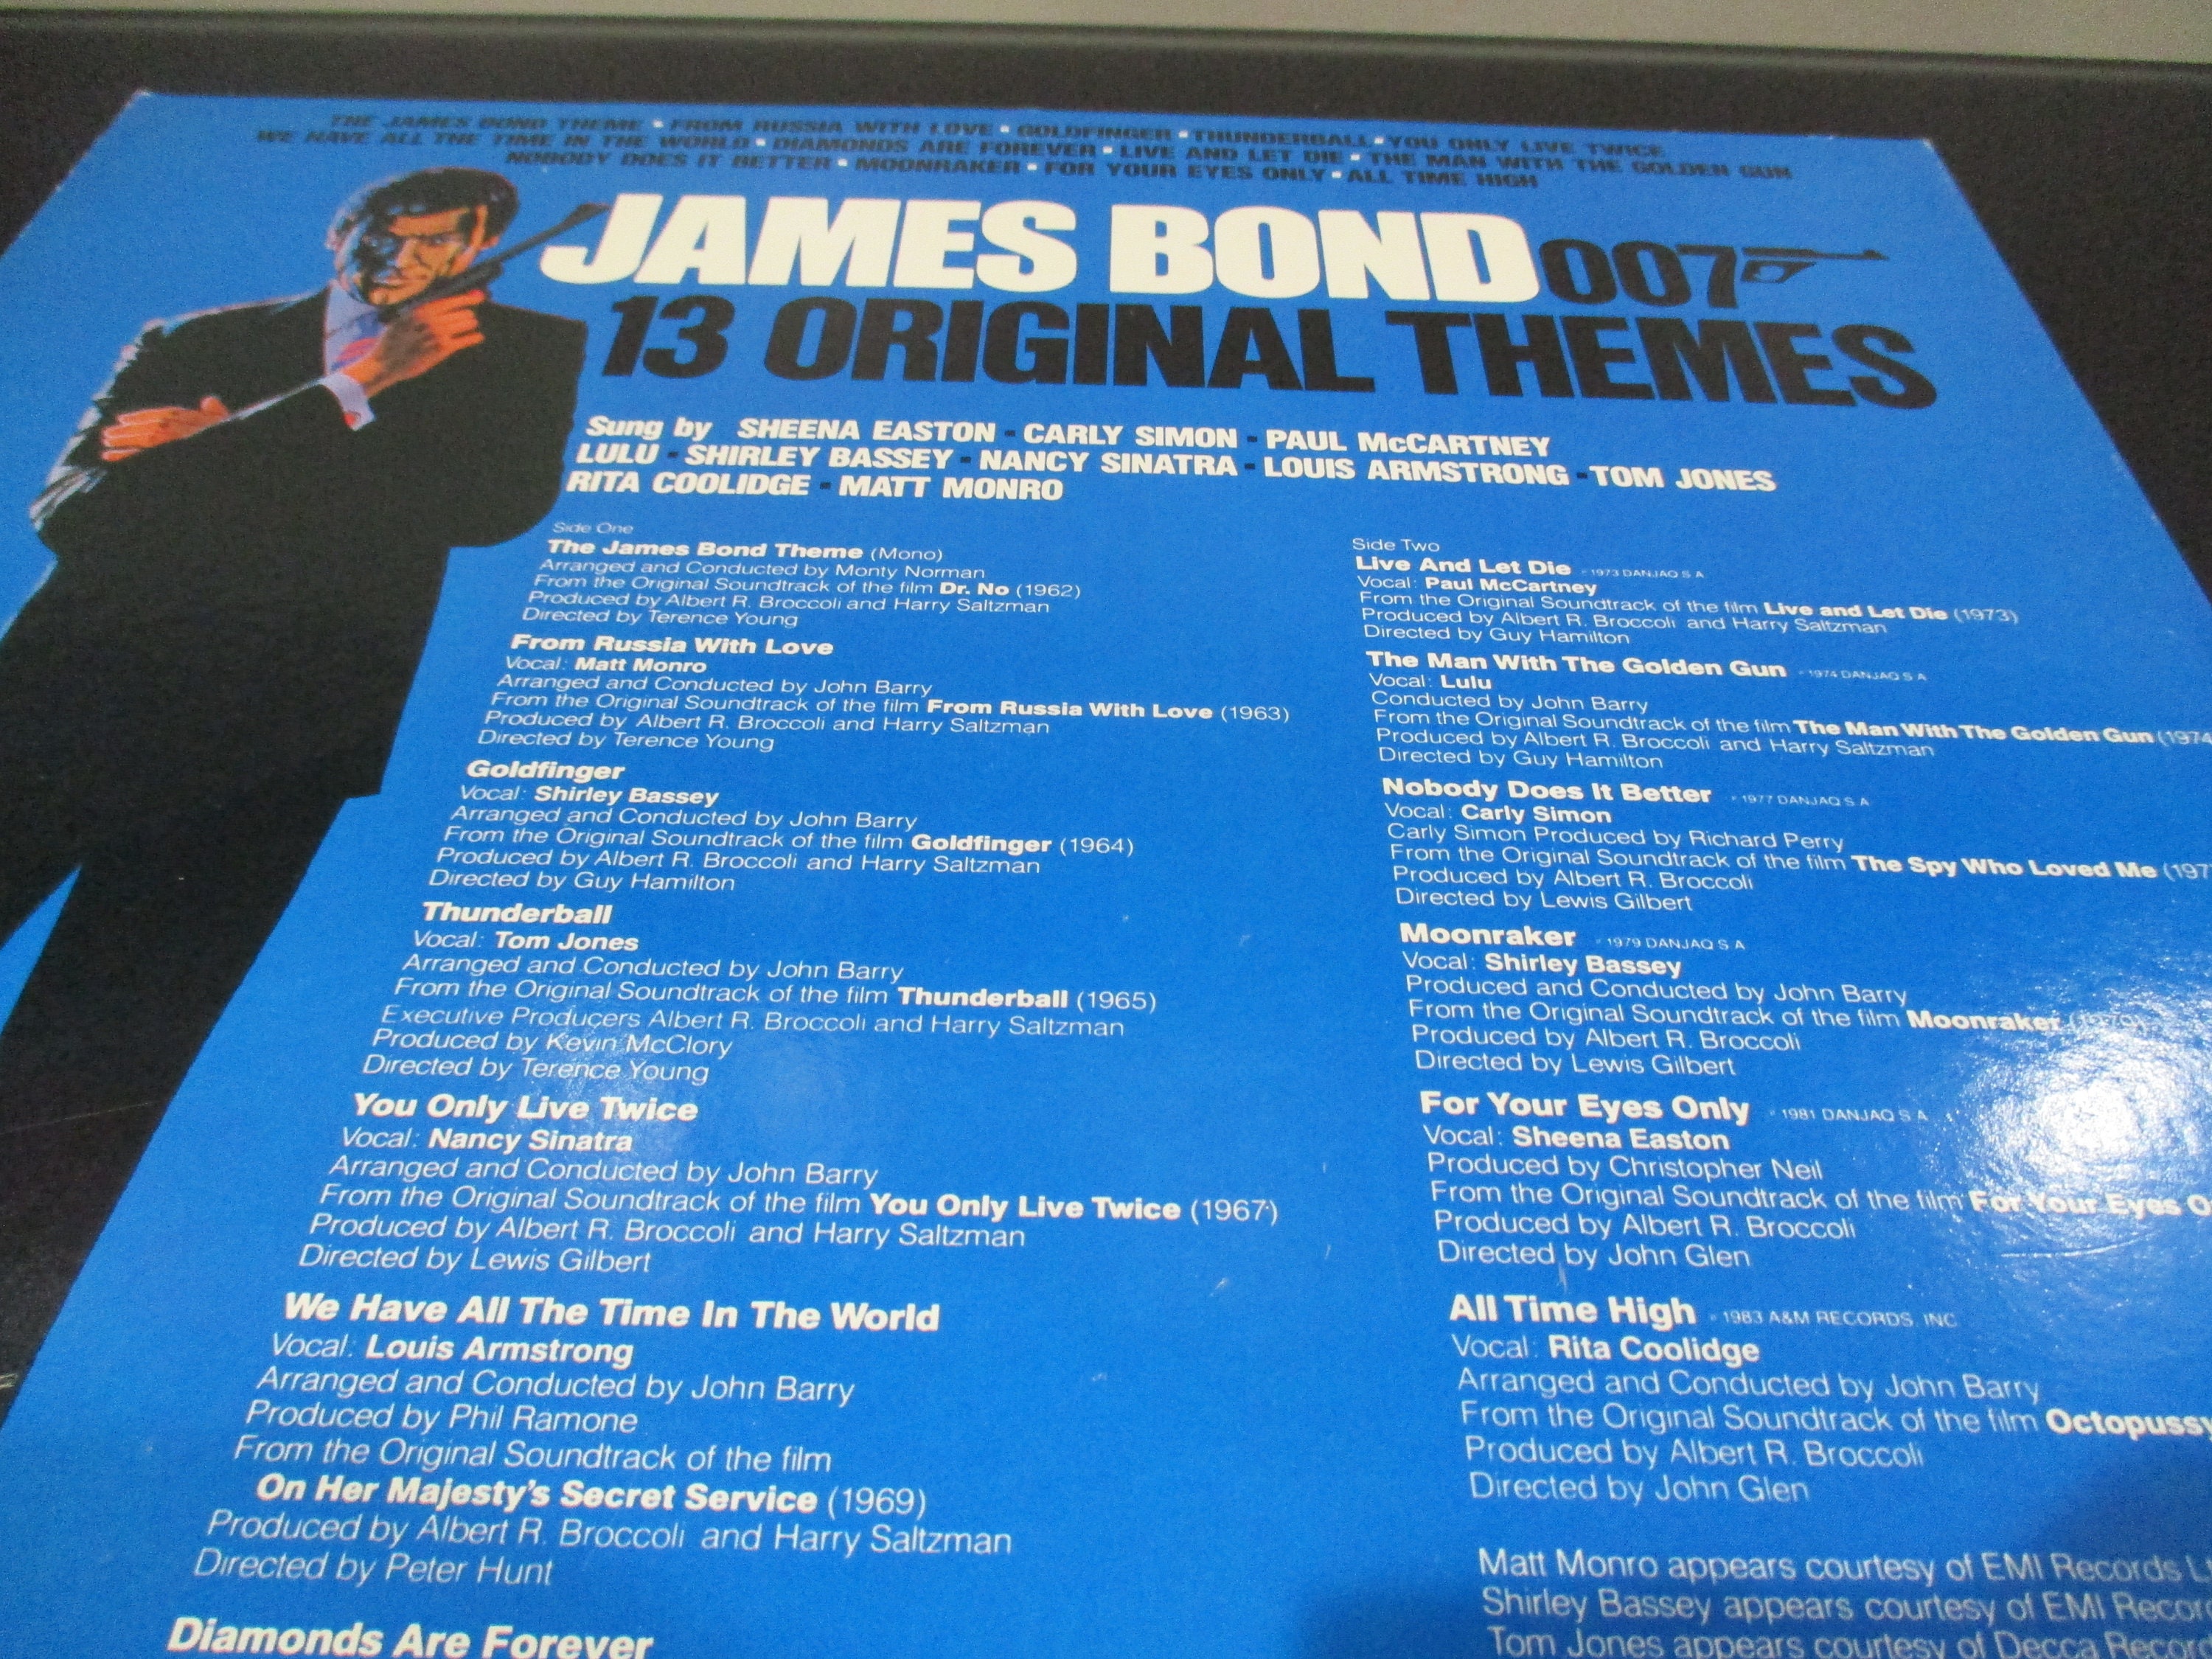 THE JAMES BOND THEME ▪ FROM RUSSIA WITH LOVE ▪ GOLDFINGER ▪ THUNDERBALL ▪ YOU ONLY LIVE TWICE
WE HAVE ALL THE TIME IN THE WORLD ▪ DIAMONDS ARE FOREVER ▪ LIVE AND LET DIE ▪ THE MAN WITH THE GOLDEN GUN
NOBODY DOES IT BETTER ▪ MOONRAKER ▪ FOR YOUR EYES ONLY ▪ ALL TIME HIGH
JAMES BOND 007
13 ORIGINAL THEMES
Sung by SHEENA EASTON ▪ CARLY SIMON ▪ PAUL McCARTNEY
LULU ▪ SHIRLEY BASSEY ▪ NANCY SINATRA ▪ LOUIS ARMSTRONG ▪ TOM JONES
RITA COOLIDGE ▪ MATT MONRO
Side One
The James Bond Theme (Mono)
Arranged and Conducted by Monty Norman
From the Original Soundtrack of the film Dr. No (1962)
Produced by Albert R. Broccoli and Harry Saltzman
Directed by Terence Young
From Russia With Love
Vocal: Matt Monro
Arranged and Conducted by John Barry
From the Original Soundtrack of the film From Russia With Love (1963)
Produced by Albert R. Broccoli and Harry Saltzman
Directed by Terence Young
Goldfinger
Vocal: Shirley Bassey
Arranged and Conducted by John Barry
From the Original Soundtrack of the film Goldfinger (1964)
Produced by Albert R. Broccoli and Harry Saltzman
Directed by Guy Hamilton
Thunderball
Vocal: Tom Jones
Arranged and Conducted by John Barry
From the Original Soundtrack of the film Thunderball (1965)
Executive Producers Albert R. Broccoli and Harry Saltzman
Produced by Kevin McClory
Directed by Terence Young
You Only Live Twice
Vocal: Nancy Sinatra
Arranged and Conducted by John Barry
From the Original Soundtrack of the film You Only Live Twice (1967)
Produced by Albert R. Broccoli and Harry Saltzman
Directed by Lewis Gilbert
We Have All The Time In The World
Vocal: Louis Armstrong
Arranged and Conducted by John Barry
Produced by Phil Ramone
From the Original Soundtrack of the film
On Her Majesty's Secret Service (1969)
Produced by Albert R. Broccoli and Harry Saltzman
Directed by Peter Hunt
Diamonds Are Forever
Side Two
Live And Let Die ℗ 1973 DANJAQ S A
Vocal: Paul McCartney
From the Original Soundtrack of the film Live and Let Die (1973)
Produced by Albert R. Broccoli and Harry Saltzman
Directed by Guy Hamilton
The Man With The Golden Gun ℗ 1974 DANJAQ S A
Vocal: Lulu
Conducted by John Barry
From the Original Soundtrack of the film The Man With The Golden Gun (1974
Produced by Albert R. Broccoli and Harry Saltzman
Directed by Guy Hamilton
Nobody Does It Better ℗ 1977 DANJAQ S A
Vocal: Carly Simon
Carly Simon Produced by Richard Perry
From the Original Soundtrack of the film The Spy Who Loved Me (197
Produced by Albert R. Broccoli
Directed by Lewis Gilbert
Moonraker ℗ 1979 DANJAQ S A
Vocal: Shirley Bassey
Produced and Conducted by John Barry
From the Original Soundtrack of the film Moonraker (1979)
Produced by Albert R. Broccoli
Directed by Lewis Gilbert
For Your Eyes Only ℗ 1981 DANJAQ S A
Vocal: Sheena Easton
Produced by Christopher Neil
From the Original Soundtrack of the film For Your Eyes O
Produced by Albert R. Broccoli
Directed by John Glen
All Time High ℗ 1983 A&M RECORDS, INC
Vocal: Rita Coolidge
Arranged and Conducted by John Barry
From the Original Soundtrack of the film Octopussy
Produced by Albert R. Broccoli
Directed by John Glen
Matt Monro appears courtesy of EMI Records L
Shirley Bassey appears courtesy of EMI Recor
Tom Jones appears courtesy of Decca Record